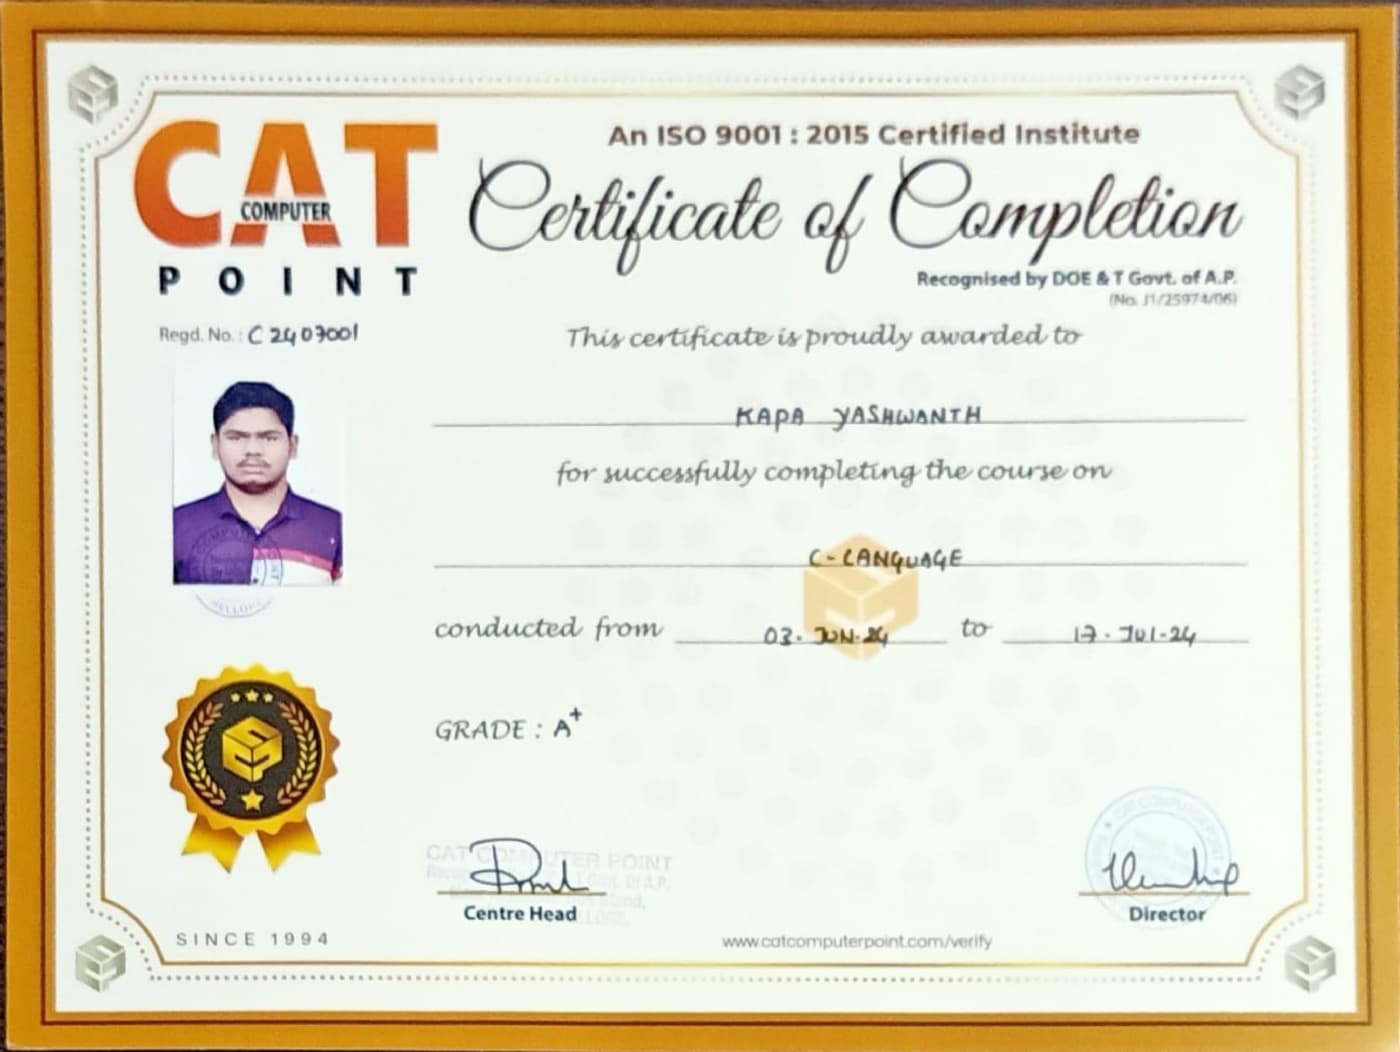 An ISO 9001 : 2015 Certified Institute
CAT
COMPUTER
POINT
Certificate of Completion
Recognised by DOE & T Govt. of A.P.
(No. J1/25974/06)
Regd. No. : C 2407001
This certificate is proudly awarded to
KAPA YASHWANTH
for successfully completing the course on
C-LANGUAGE
conducted from 03-JUN-24 to 17-JUL-24
GRADE : A+
CAT COMPUTER POINT
Centre Head
Director
SINCE 1994
www.catcomputerpoint.com/verify